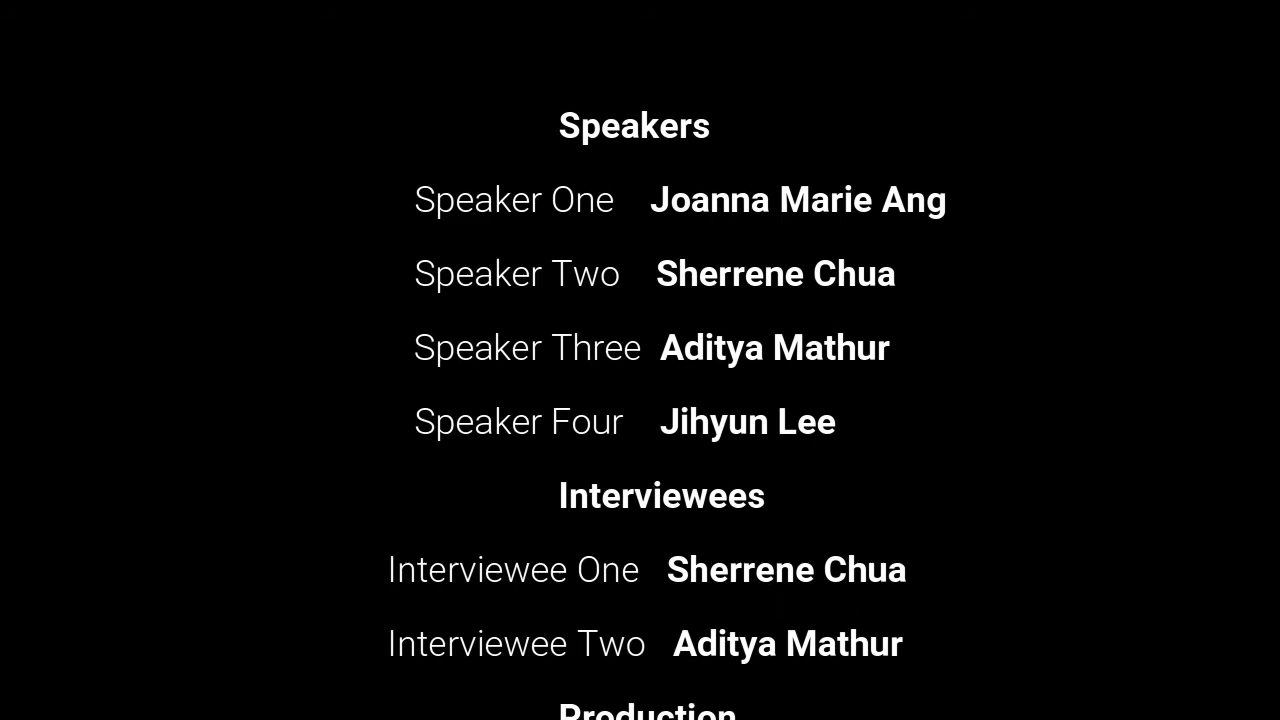 Speakers
Speaker One Joanna Marie Ang
Speaker Two Sherrene Chua
Speaker Three Aditya Mathur
Speaker Four Jihyun Lee
Interviewees
Interviewee One Sherrene Chua
Interviewee Two Aditya Mathur
Production